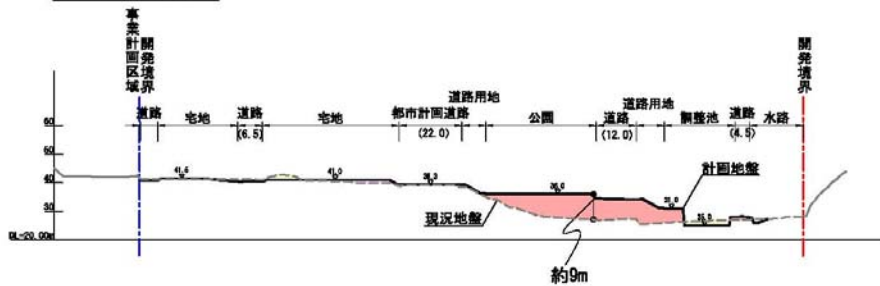 事業計画区域
開発境界
開発境界
道路 宅地 道路 宅地 都市計画道路 道路用地 公園 道路 道路用地 調整池 道路 水路
(6.5) (22.0) (12.0) (4.5)
60
50
40
30
DL=20.00m
41.5 41.0 36.0 31.0
計画地盤
現況地盤
約9m